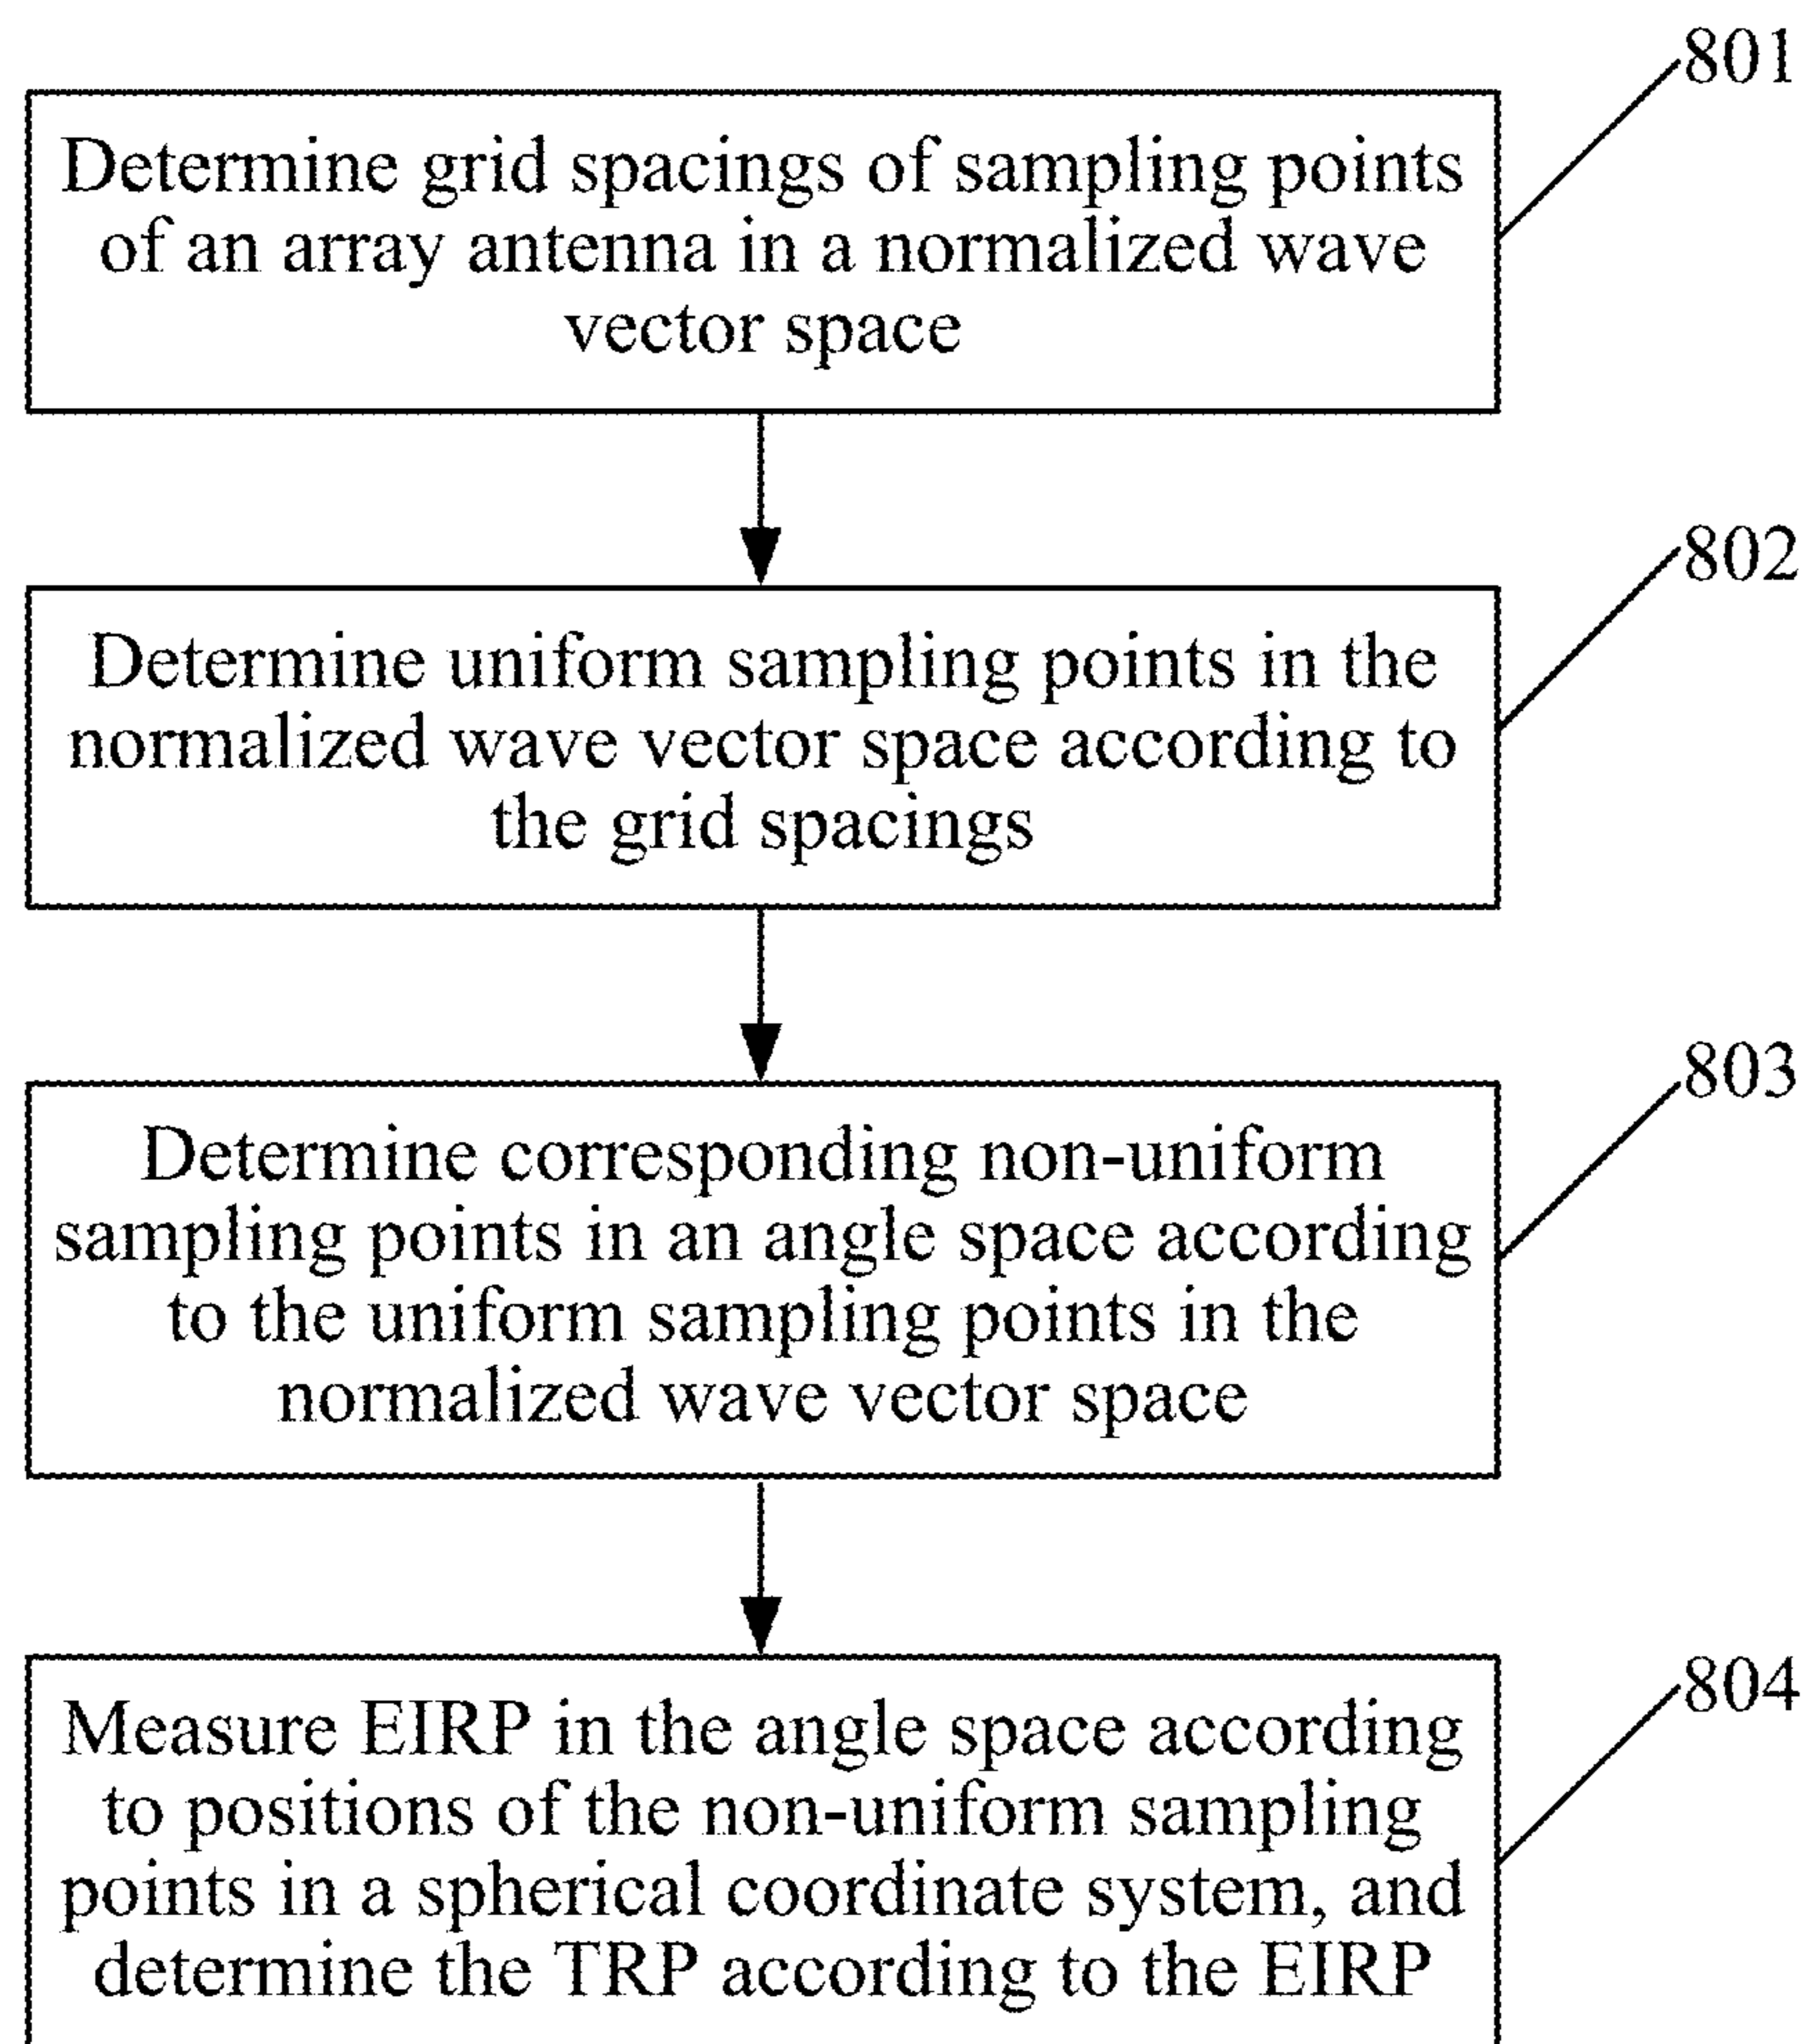 801
Determine grid spacings of sampling points
of an array antenna in a normalized wave
vector space
802
Determine uniform sampling points in the
normalized wave vector space according to
the grid spacings
803
Determine corresponding non-uniform
sampling points in an angle space according
to the uniform sampling points in the
normalized wave vector space
804
Measure EIRP in the angle space according
to positions of the non-uniform sampling
points in a spherical coordinate system, and
determine the TRP according to the EIRP